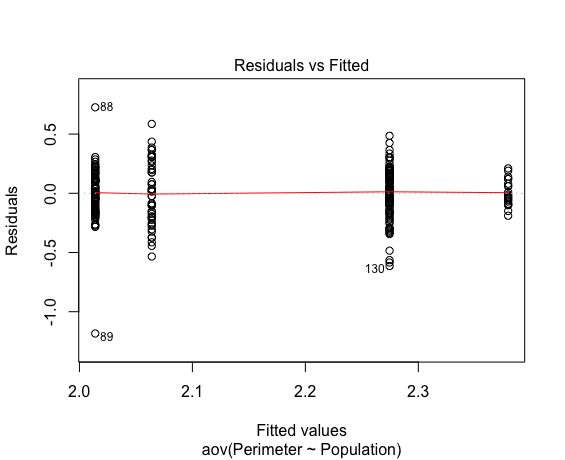 Residuals vs Fitted
Residuals
0.5
0.0
-0.5
-1.0
88
130
89
2.0 2.1 2.2 2.3
Fitted values
aov(Perimeter ~ Population)